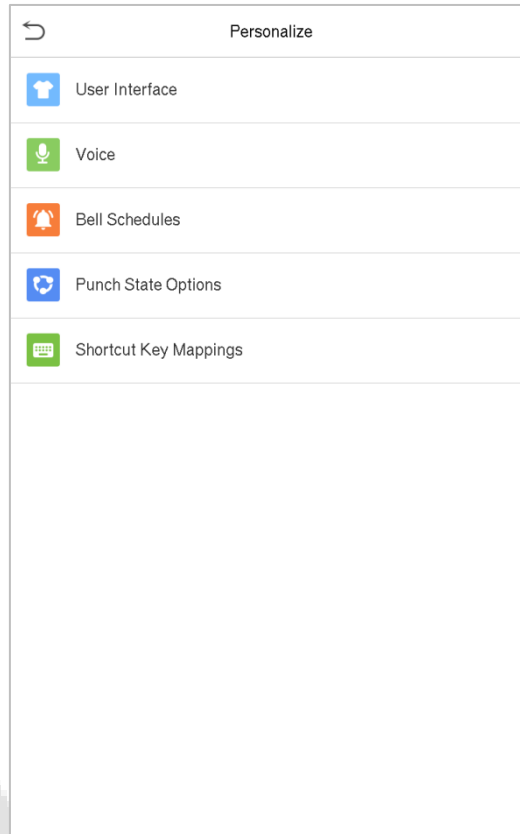 Personalize
User Interface
Voice
Bell Schedules
Punch State Options
Shortcut Key Mappings